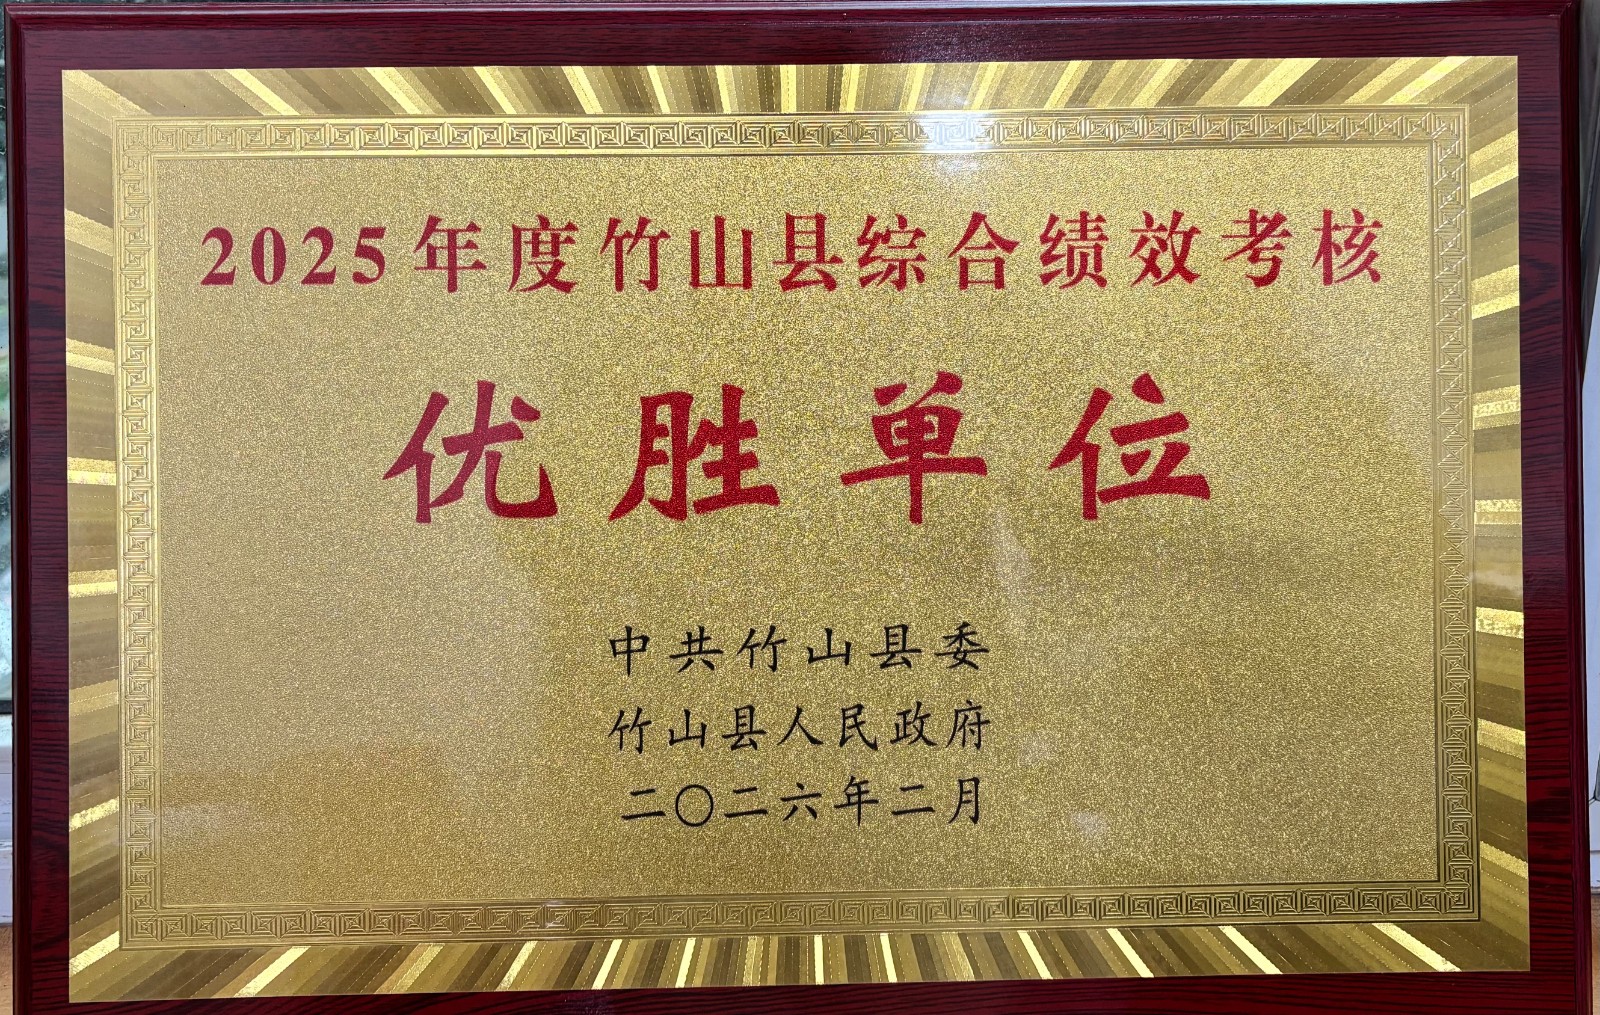 2025年度竹山县综合绩效考核
优胜单位
中共竹山县委
竹山县人民政府
二〇二六年二月